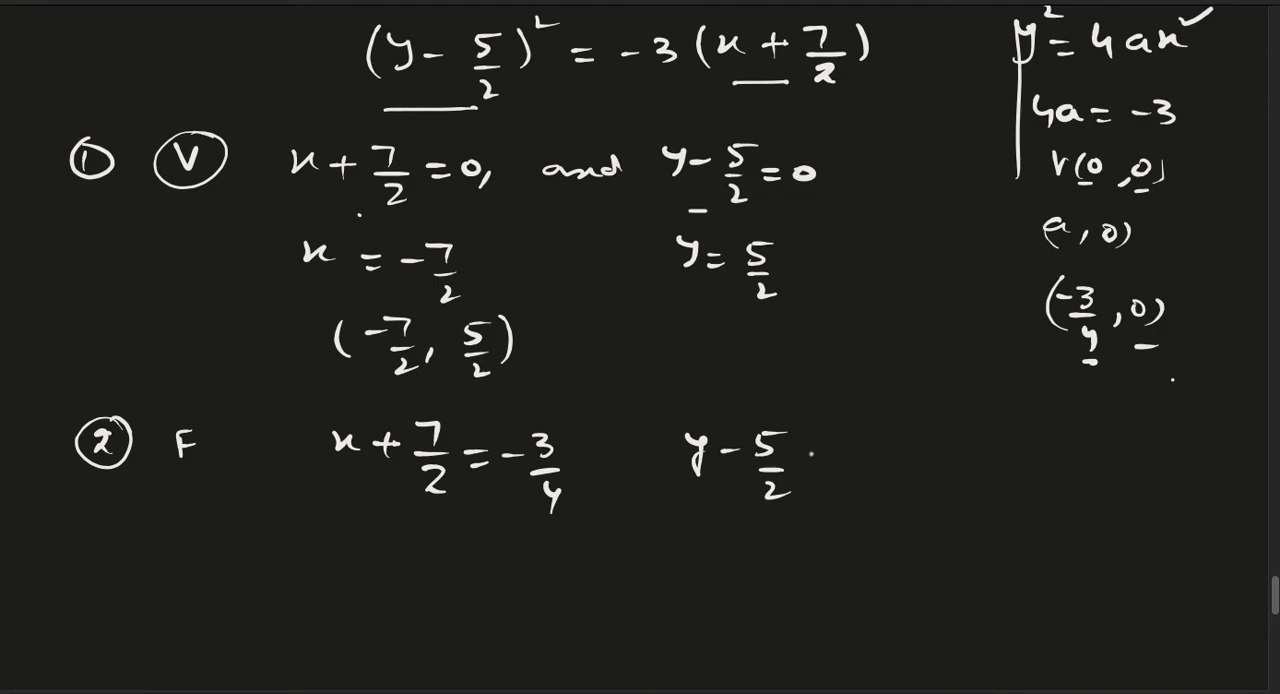 (y - 5/2)² = -3 (x + 7/2)
① Ⓥ x + 7/2 = 0, and y - 5/2 = 0
x = -7/2 y = 5/2
(-7/2, 5/2)
② F x + 7/2 = -3/4 y - 5/2
y² = 4ax ✓
4a = -3
V(0, 0)
a, 0)
(-3/4, 0)